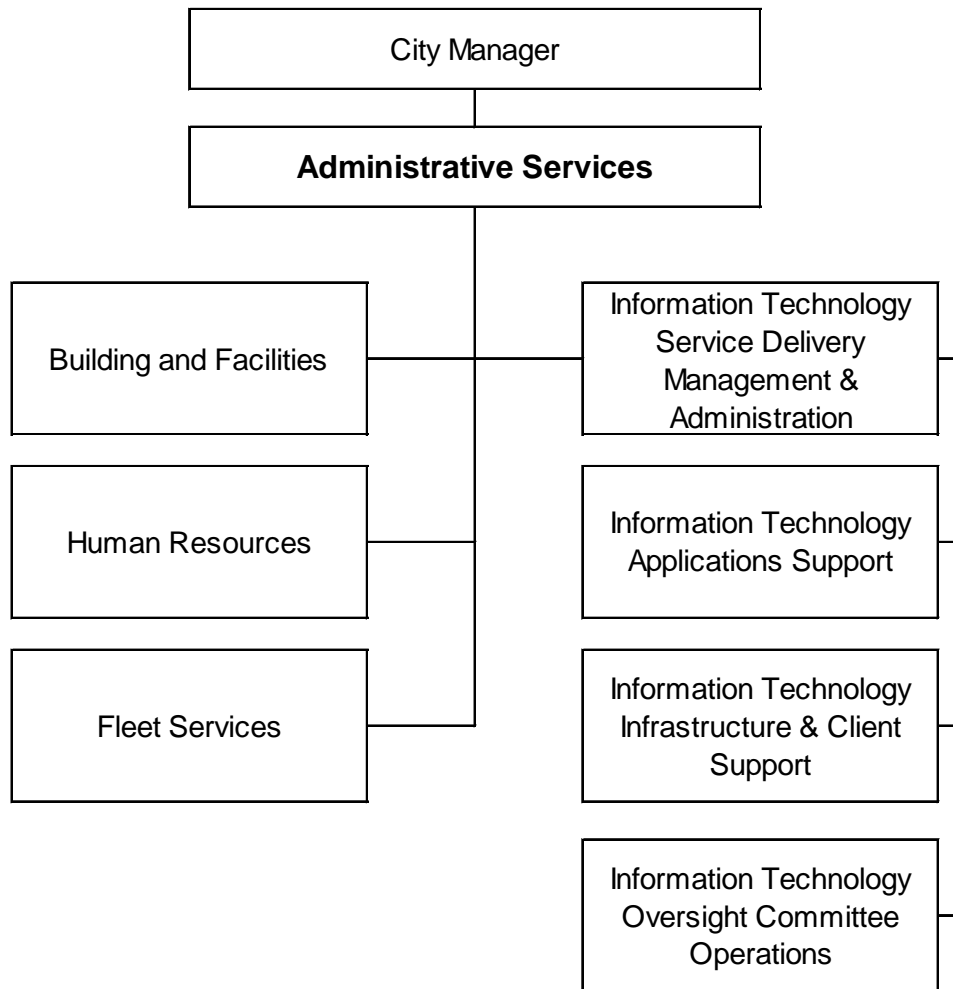 City Manager
Administrative Services
Building and Facilities
Information Technology
Service Delivery
Management &
Administration
Human Resources
Information Technology
Applications Support
Fleet Services
Information Technology
Infrastructure & Client
Support
Information Technology
Oversight Committee
Operations